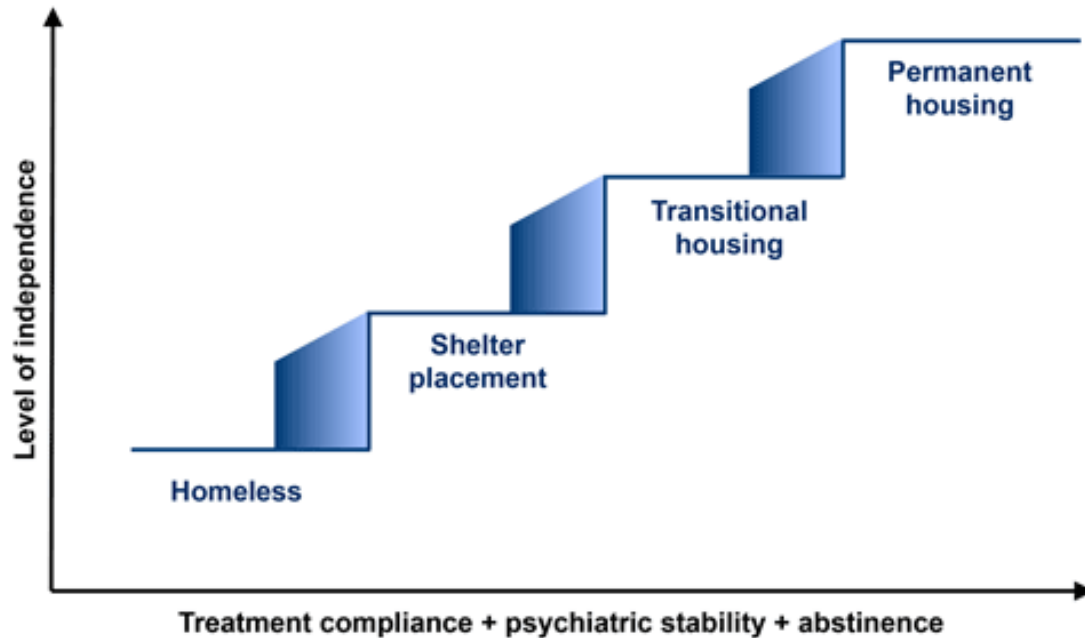 Permanent
housing
Transitional
housing
Shelter
placement
Homeless
Level of independence
Treatment compliance + psychiatric stability + abstinence